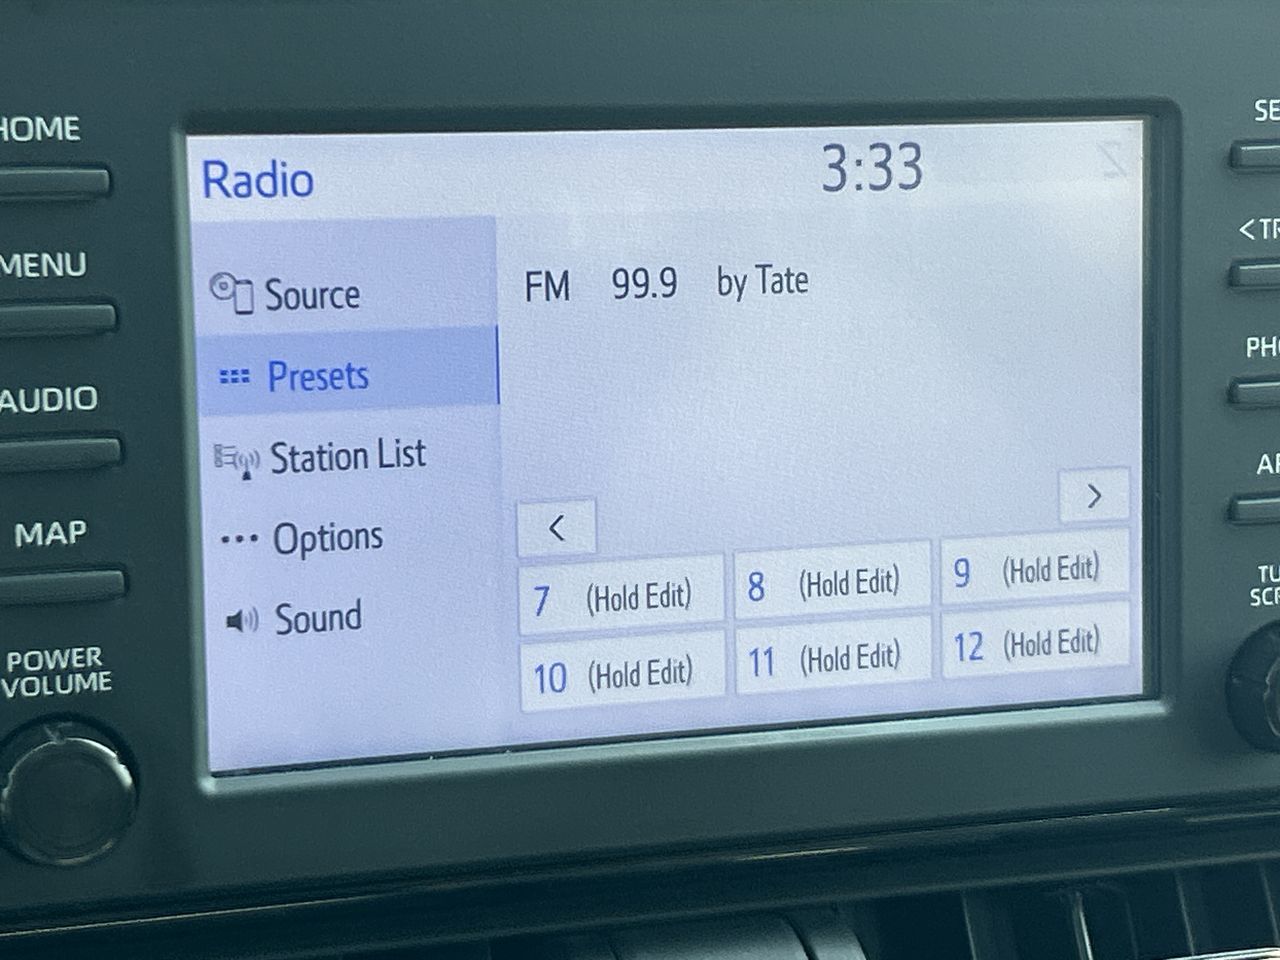 HOME
MENU
AUDIO
MAP
POWER
VOLUME
Radio
3:33
Source
Presets
Station List
Options
Sound
FM 99.9 by Tate
<
>
7 (Hold Edit)
8 (Hold Edit)
9 (Hold Edit)
10 (Hold Edit)
11 (Hold Edit)
12 (Hold Edit)